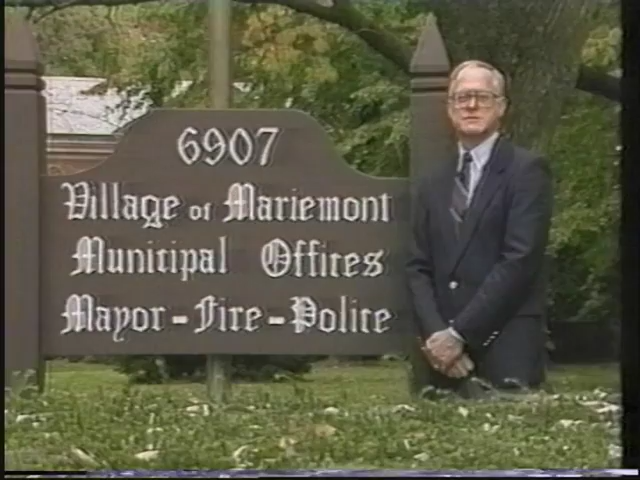 6907
Village of Mariemont
Municipal Offices
Mayor - Fire - Police